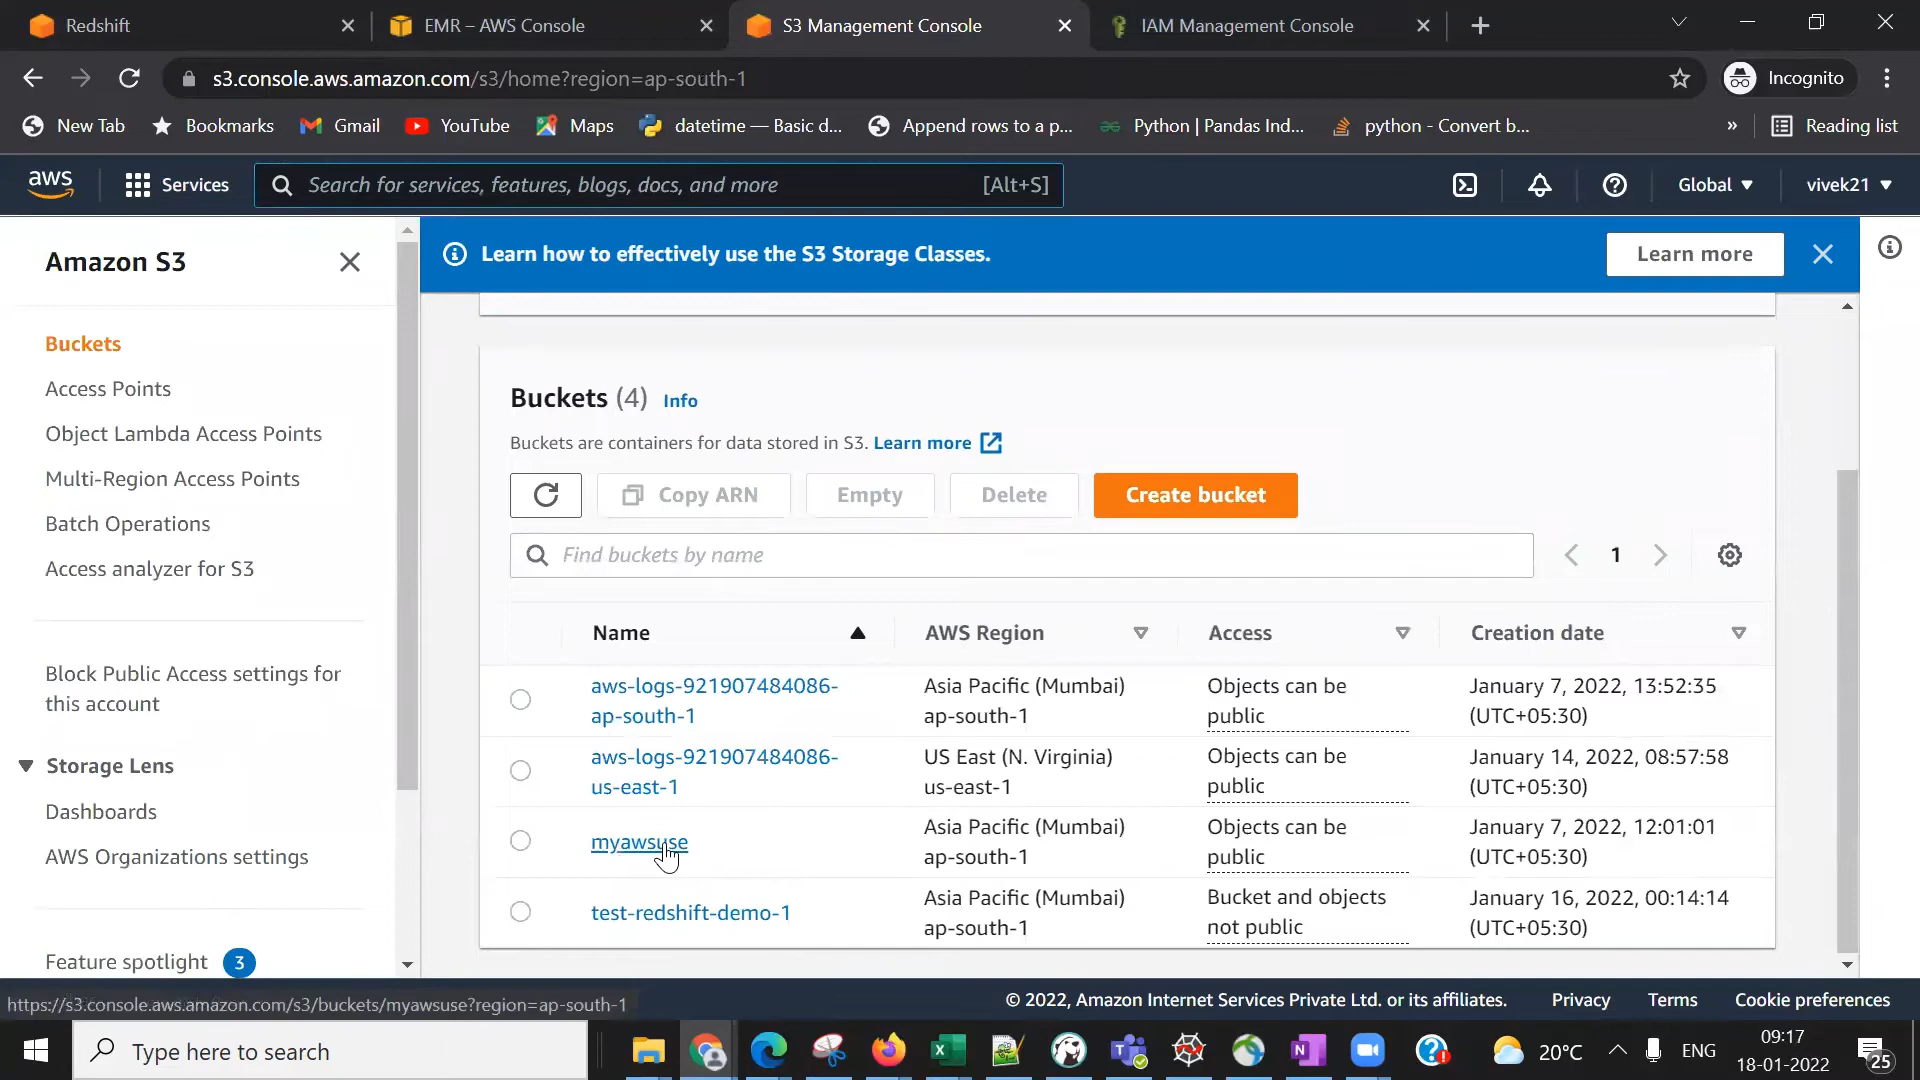 Redshift
EMR – AWS Console
S3 Management Console
IAM Management Console
s3.console.aws.amazon.com/s3/home?region=ap-south-1
Incognito
New Tab
Bookmarks
Gmail
YouTube
Maps
datetime — Basic d...
Append rows to a p...
Python | Pandas Ind...
python - Convert b...
»
Reading list
aws
Services
Search for services, features, blogs, docs, and more
[Alt+S]
Global
vivek21
Amazon S3
Buckets
Access Points
Object Lambda Access Points
Multi-Region Access Points
Batch Operations
Access analyzer for S3
Block Public Access settings for
this account
Storage Lens
Dashboards
AWS Organizations settings
Feature spotlight 3
Learn how to effectively use the S3 Storage Classes.
Learn more
Buckets (4) Info
Buckets are containers for data stored in S3. Learn more
Copy ARN
Empty
Delete
Create bucket
Find buckets by name
1
Name
AWS Region
Access
Creation date
aws-logs-921907484086-
ap-south-1
Asia Pacific (Mumbai)
ap-south-1
Objects can be
public
January 7, 2022, 13:52:35
(UTC+05:30)
aws-logs-921907484086-
us-east-1
US East (N. Virginia)
us-east-1
Objects can be
public
January 14, 2022, 08:57:58
(UTC+05:30)
myawsuse
Asia Pacific (Mumbai)
ap-south-1
Objects can be
public
January 7, 2022, 12:01:01
(UTC+05:30)
test-redshift-demo-1
Asia Pacific (Mumbai)
ap-south-1
Bucket and objects
not public
January 16, 2022, 00:14:14
(UTC+05:30)
https://s3.console.aws.amazon.com/s3/buckets/myawsuse?region=ap-south-1
© 2022, Amazon Internet Services Private Ltd. or its affiliates.
Privacy
Terms
Cookie preferences
Type here to search
20°C
ENG
09:17
18-01-2022
25